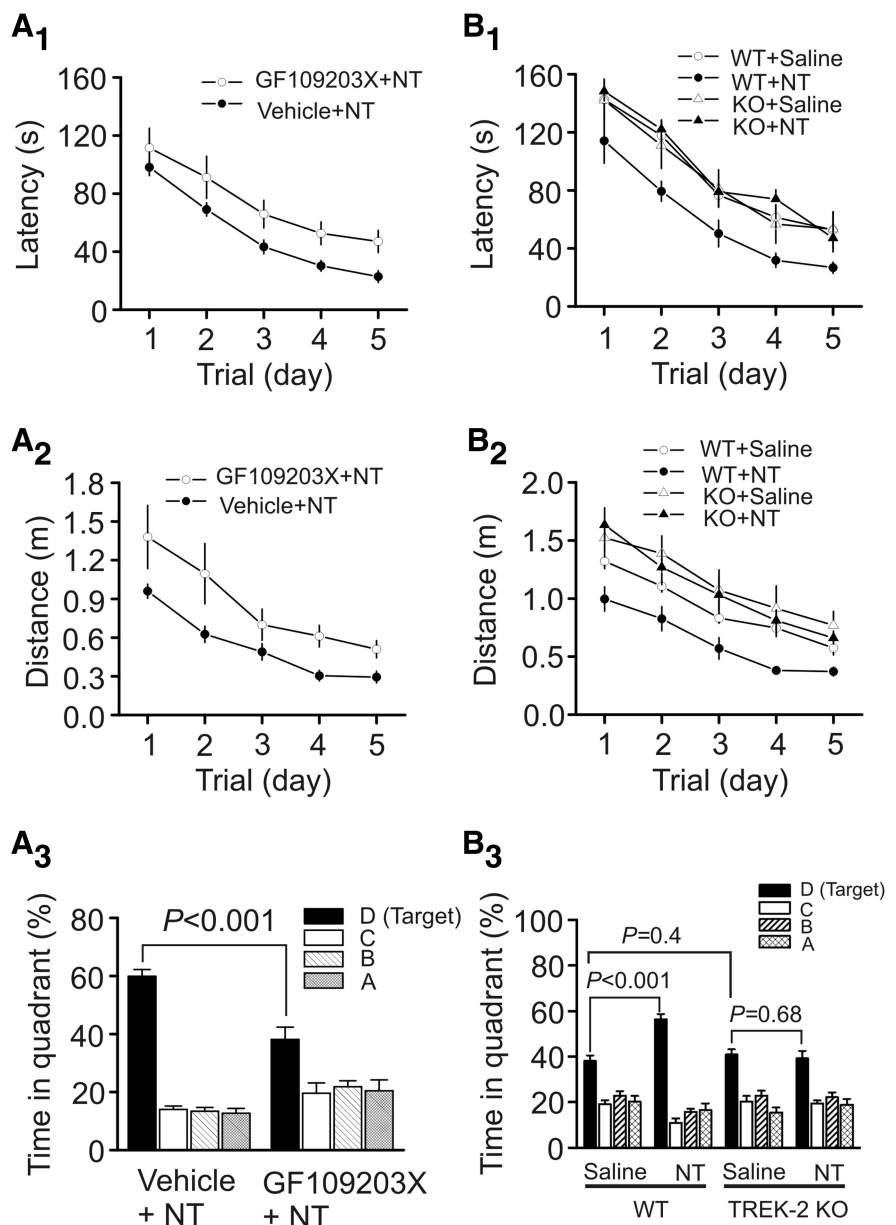 A1
GF109203X+NT
Vehicle+NT
Latency (s)
160
120
80
40
0
1 2 3 4 5
Trial (day)
B1
WT+Saline
WT+NT
KO+Saline
KO+NT
Latency (s)
160
120
80
40
0
1 2 3 4 5
Trial (day)
A2
GF109203X+NT
Vehicle+NT
Distance (m)
1.8
1.5
1.2
0.9
0.6
0.3
0.0
1 2 3 4 5
Trial (day)
B2
WT+Saline
WT+NT
KO+Saline
KO+NT
Distance (m)
2.0
1.5
1.0
0.5
0.0
1 2 3 4 5
Trial (day)
A3
Time in quadrant (%)
80
60
40
20
0
P<0.001
D (Target)
C
B
A
Vehicle
+ NT
GF109203X
+ NT
B3
Time in quadrant (%)
100
80
60
40
20
0
D (Target)
C
B
A
P=0.4
P<0.001
P=0.68
Saline NT Saline NT
WT TREK-2 KO